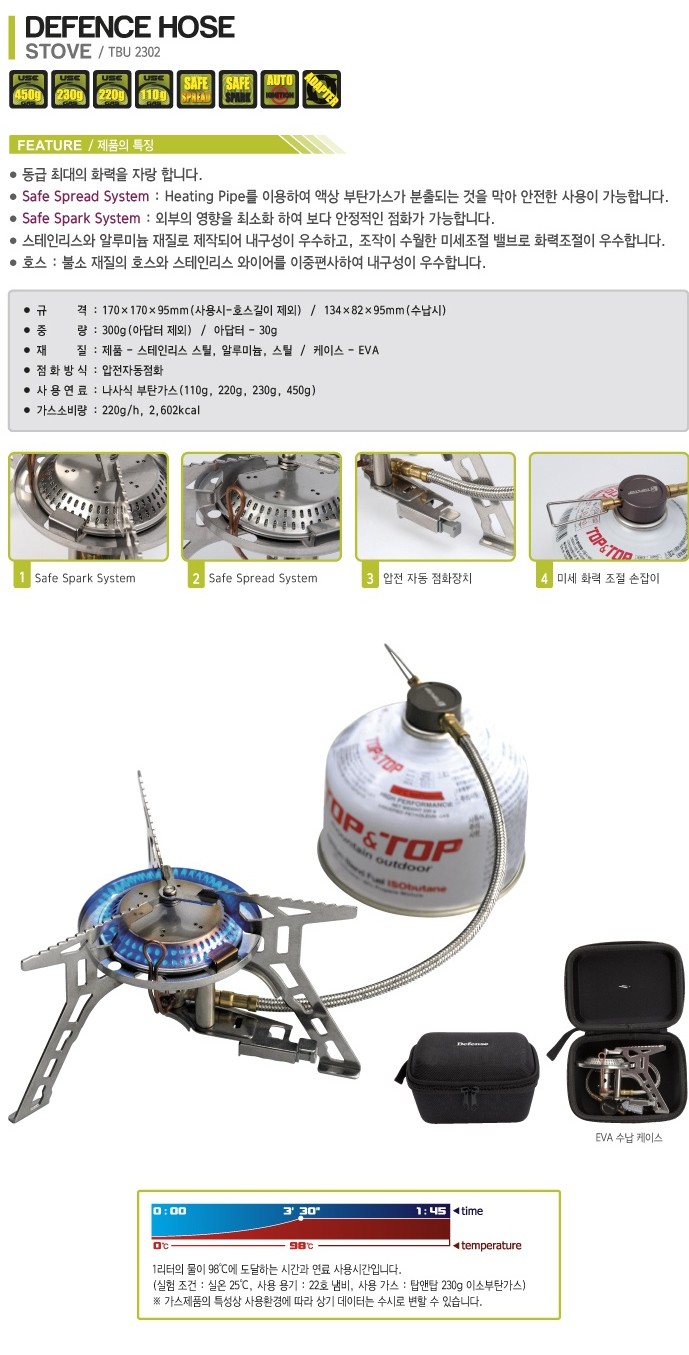 DEFENCE HOSE
STOVE / TBU 2302
USE 450g
USE 230g
USE 220g
USE 110g
SAFE SPREAD
SAFE SPARK
AUTO IGNITION
ADAPTER
FEATURE / 제품의 특징
● 동급 최대의 화력을 자랑 합니다.
● Safe Spread System : Heating Pipe를 이용하여 액상 부탄가스가 분출되는 것을 막아 안전한 사용이 가능합니다.
● Safe Spark System : 외부의 영향을 최소화 하여 보다 안정적인 점화가 가능합니다.
● 스테인리스와 알루미늄 재질로 제작되어 내구성이 우수하고, 조작이 수월한 미세조절 밸브로 화력조절이 우수합니다.
● 호스 : 불소 재질의 호스와 스테인리스 와이어를 이중편사하여 내구성이 우수합니다.
● 규 격 : 170×170×95mm(사용시-호스길이 제외) / 134×82×95mm(수납시)
● 중 량 : 300g(아답터 제외) / 아답터 - 30g
● 재 질 : 제품 - 스테인리스 스틸, 알루미늄, 스틸 / 케이스 - EVA
● 점 화 방 식 : 압전자동점화
● 사 용 연 료 : 나사식 부탄가스(110g, 220g, 230g, 450g)
● 가스소비량 : 220g/h, 2,602kcal
TOP&TOP
1 Safe Spark System
2 Safe Spread System
3 압전 자동 점화장치
4 미세 화력 조절 손잡이
TOP&TOP
HIGH PERFORMANCE
TOP&TOP
mountain outdoor
Blend Fuel ISObutane
Defense
EVA 수납 케이스
0:00 3' 30" 1:45 ◀time
0℃ 98℃ ◀temperature
1리터의 물이 98℃에 도달하는 시간과 연료 사용시간입니다.
(실험 조건 : 실온 25℃, 사용 용기 : 22호 냄비, 사용 가스 : 탑앤탑 230g 이소부탄가스)
※ 가스제품의 특성상 사용환경에 따라 상기 데이터는 수시로 변할 수 있습니다.